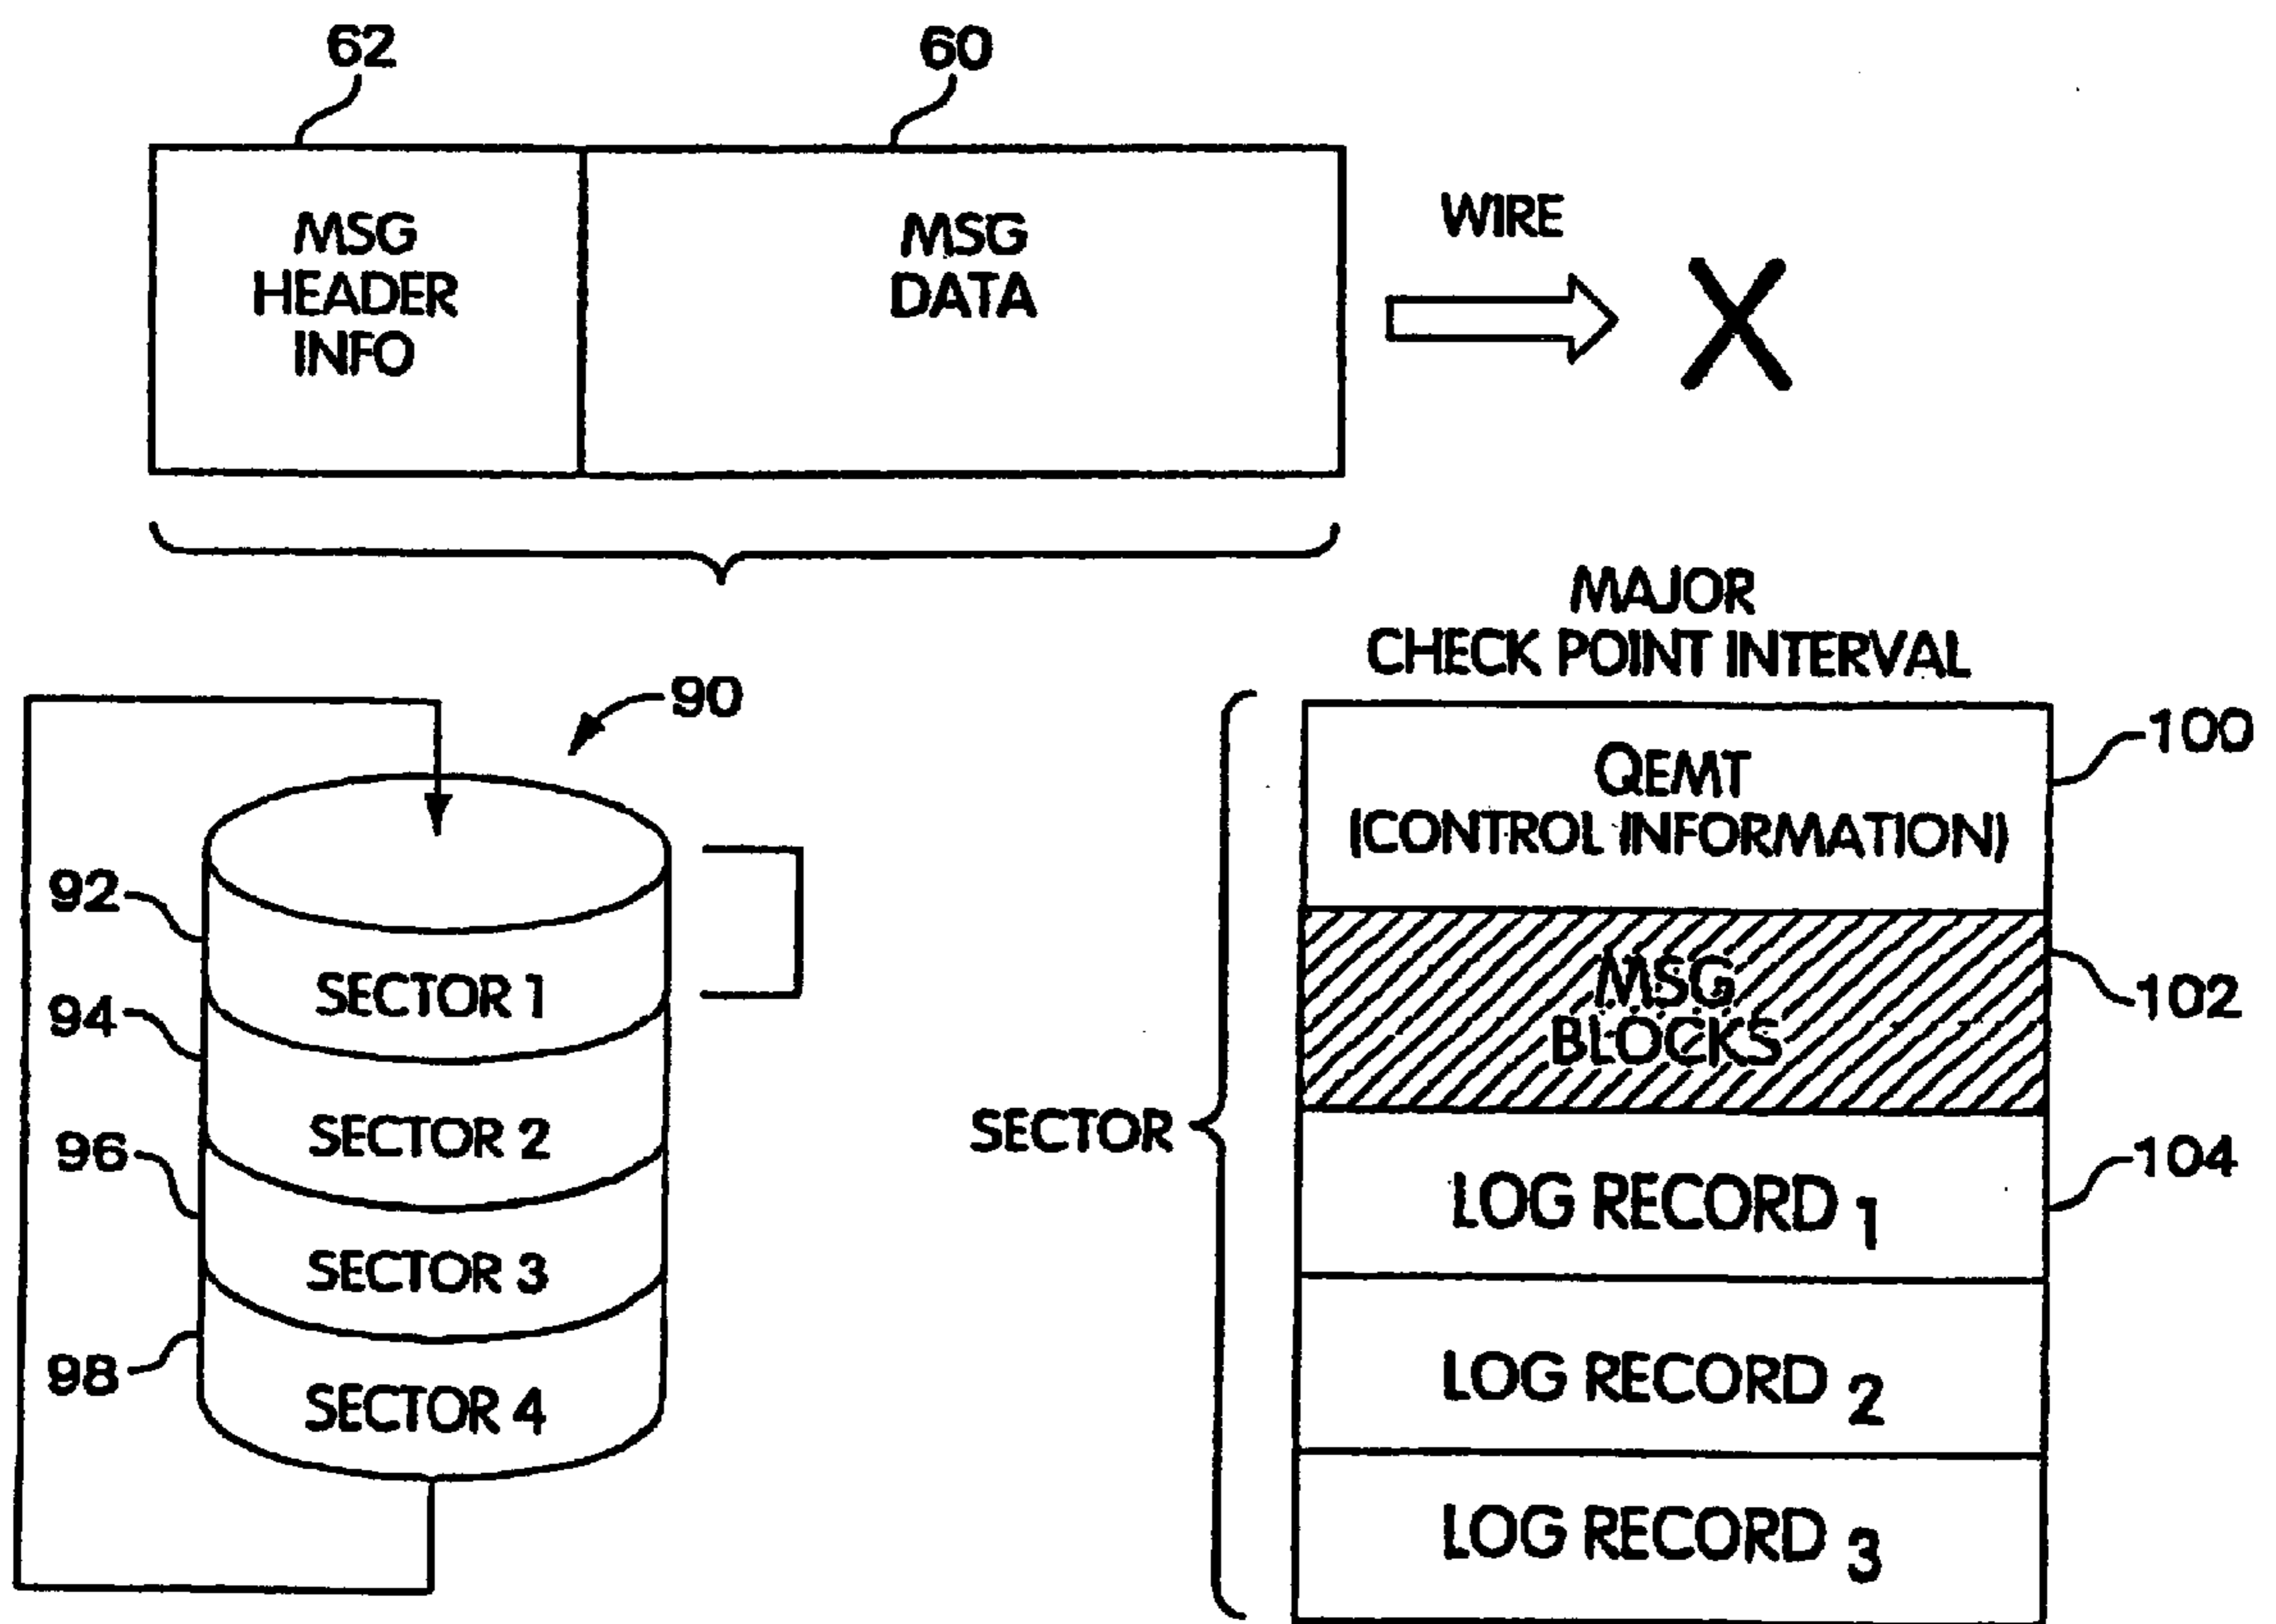 62
60
MSG
HEADER
INFO
MSG
DATA
WIRE
X
MAJOR
CHECK POINT INTERVAL
90
92
94
96
98
SECTOR 1
SECTOR 2
SECTOR 3
SECTOR 4
SECTOR
QEMT
(CONTROL INFORMATION)
100
MSG
BLOCKS
102
LOG RECORD 1
104
LOG RECORD 2
LOG RECORD 3